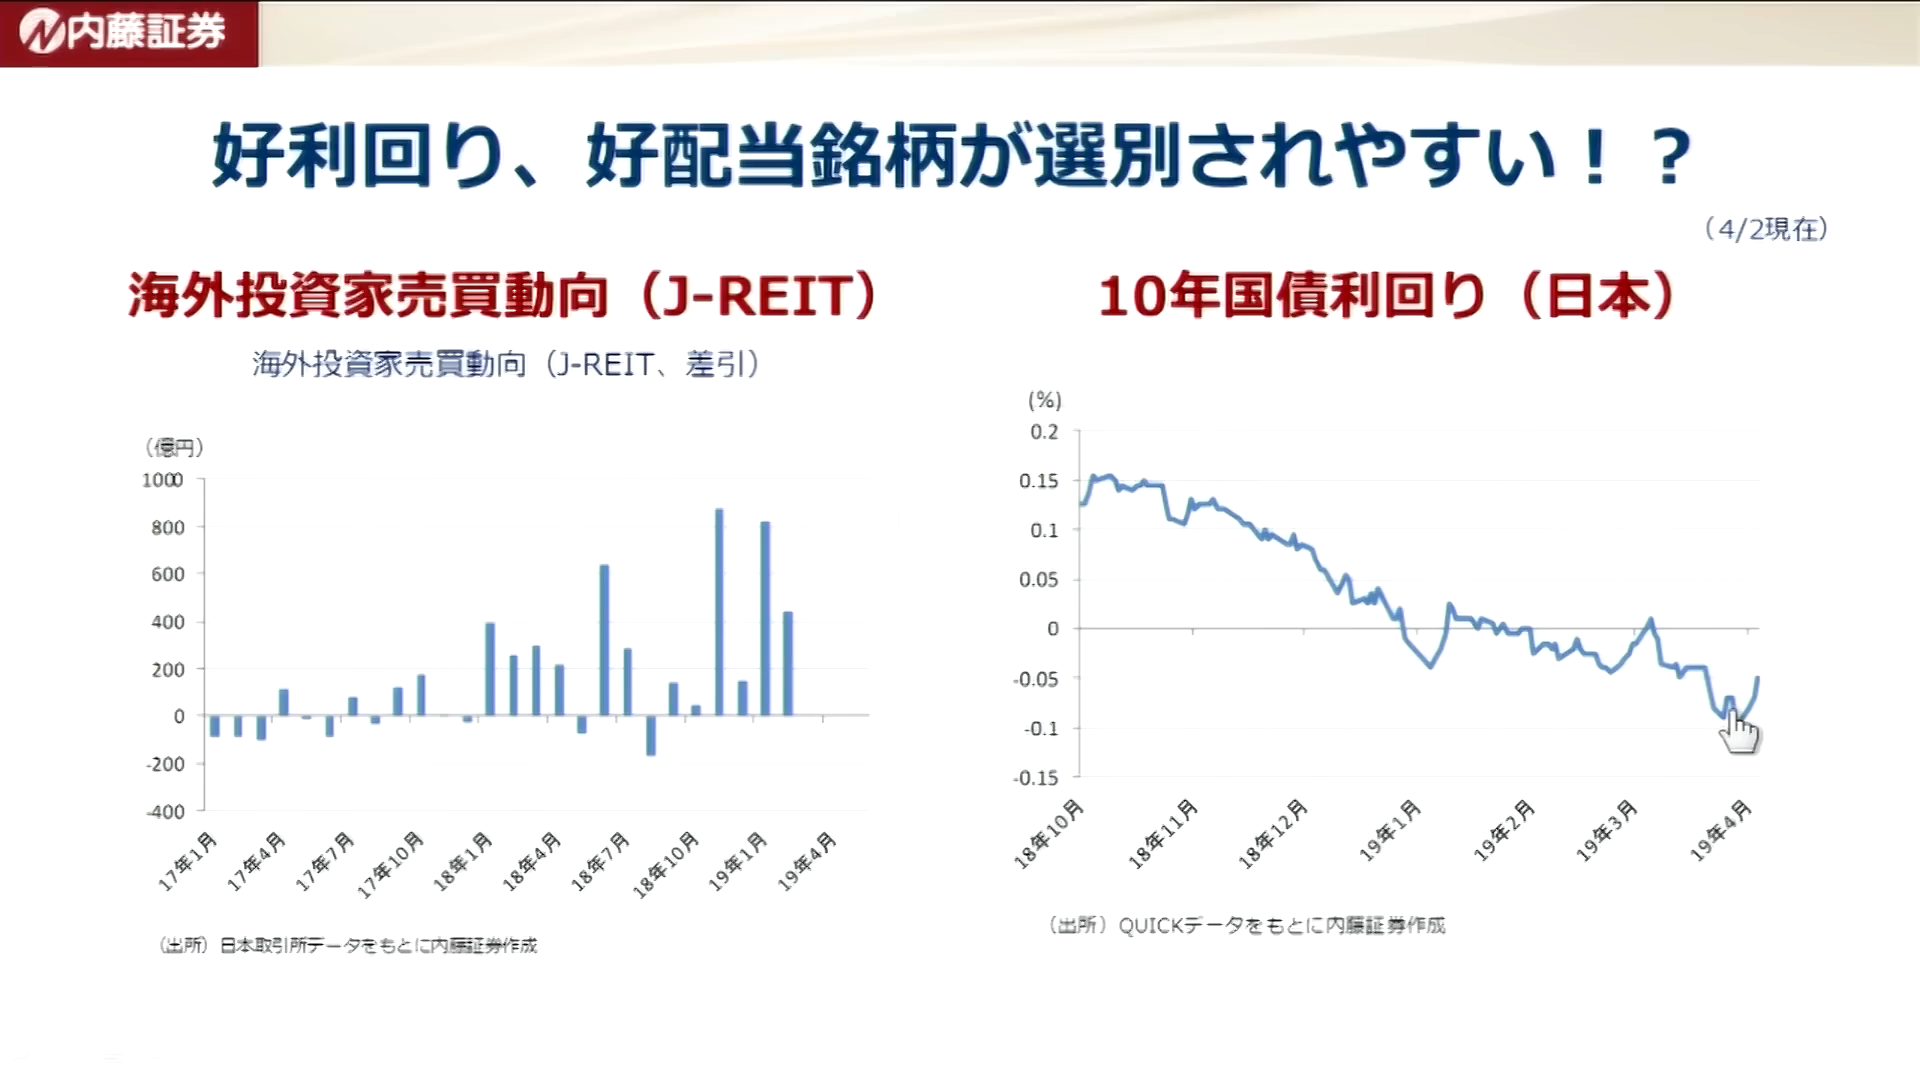 内藤証券
好利回り、好配当銘柄が選別されやすい！？
（4/2現在）
海外投資家売買動向（J-REIT）
海外投資家売買動向（J-REIT、差引）
（億円）
1000
800
600
400
200
0
-200
-400
17年1月
17年4月
17年7月
17年10月
18年1月
18年4月
18年7月
18年10月
19年1月
19年4月
（出所）日本取引所データをもとに内藤証券作成
10年国債利回り（日本）
(%)
0.2
0.15
0.1
0.05
0
-0.05
-0.1
-0.15
18年10月
18年11月
18年12月
19年1月
19年2月
19年3月
19年4月
（出所）QUICKデータをもとに内藤証券作成